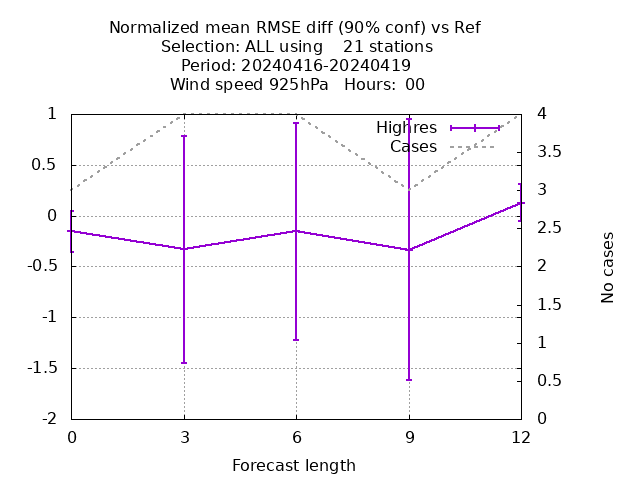 Normalized mean RMSE diff (90% conf) vs Ref
Selection: ALL using    21 stations
Period: 20240416-20240419
Wind speed 925hPa   Hours:  00
1
0.5
0
-0.5
-1
-1.5
-2
4
3.5
3
2.5
2
1.5
1
0.5
0
Highres
Cases
No cases
0 3 6 9 12
Forecast length